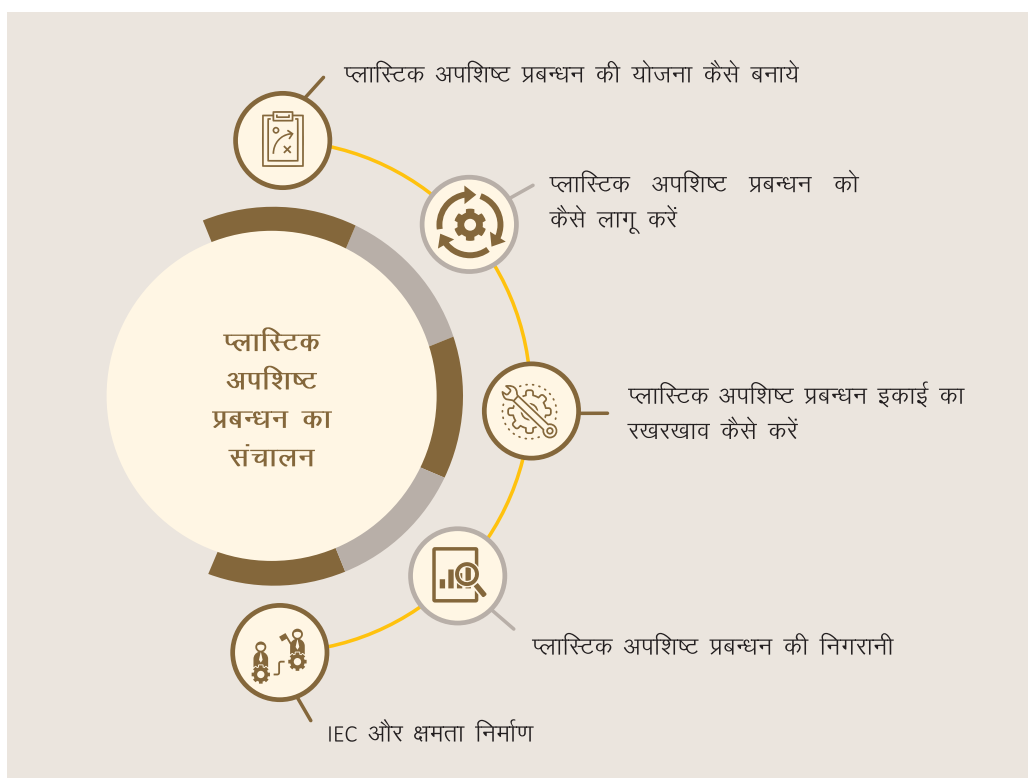 प्लास्टिक अपशिष्ट प्रबन्धन की योजना कैसे बनाये
प्लास्टिक अपशिष्ट प्रबन्धन को
कैसे लागू करें
प्लास्टिक
अपशिष्ट
प्रबन्धन का
संचालन
प्लास्टिक अपशिष्ट प्रबन्धन इकाई का
रखरखाव कैसे करें
प्लास्टिक अपशिष्ट प्रबन्धन की निगरानी
IEC और क्षमता निर्माण